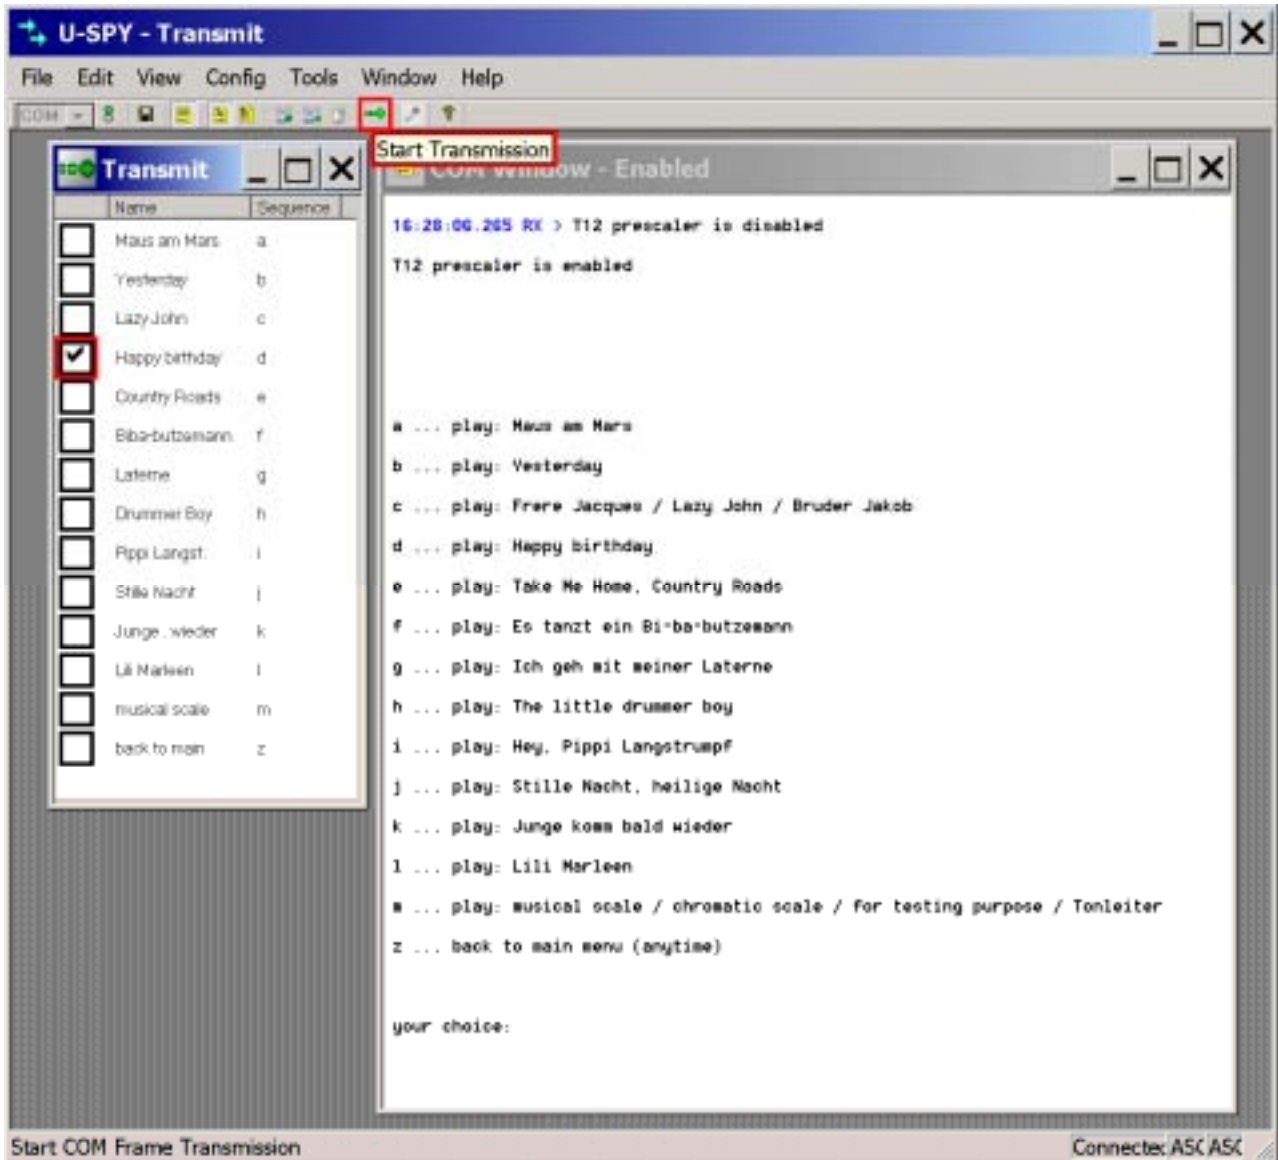 U-SPY - Transmit
File Edit View Config Tools Window Help
COM
Start Transmission
Transmit
COM Window - Enabled
Name Sequence
Maus am Mars a
Yesterday b
Lazy John c
Happy birthday d
Country Roads e
Biba-butzemann f
Laterne g
Drummer Boy h
Pippi Langst. i
Stille Nacht j
Junge..wieder k
Lili Marleen l
musical scale m
back to main z
16:28:06.265 RX > T12 prescaler is disabled
T12 prescaler is enabled
a ... play: Maus am Mars
b ... play: Yesterday
c ... play: Frere Jacques / Lazy John / Bruder Jakob
d ... play: Happy birthday
e ... play: Take Me Home, Country Roads
f ... play: Es tanzt ein Bi-ba-butzemann
g ... play: Ich geh mit meiner Laterne
h ... play: The little drummer boy
i ... play: Hey, Pippi Langstrumpf
j ... play: Stille Nacht, heilige Nacht
k ... play: Junge komm bald wieder
l ... play: Lili Marleen
m ... play: musical scale / chromatic scale / for testing purpose / Tonleiter
z ... back to main menu (anytime)
your choice:
Start COM Frame Transmission
Connectec ASC ASC